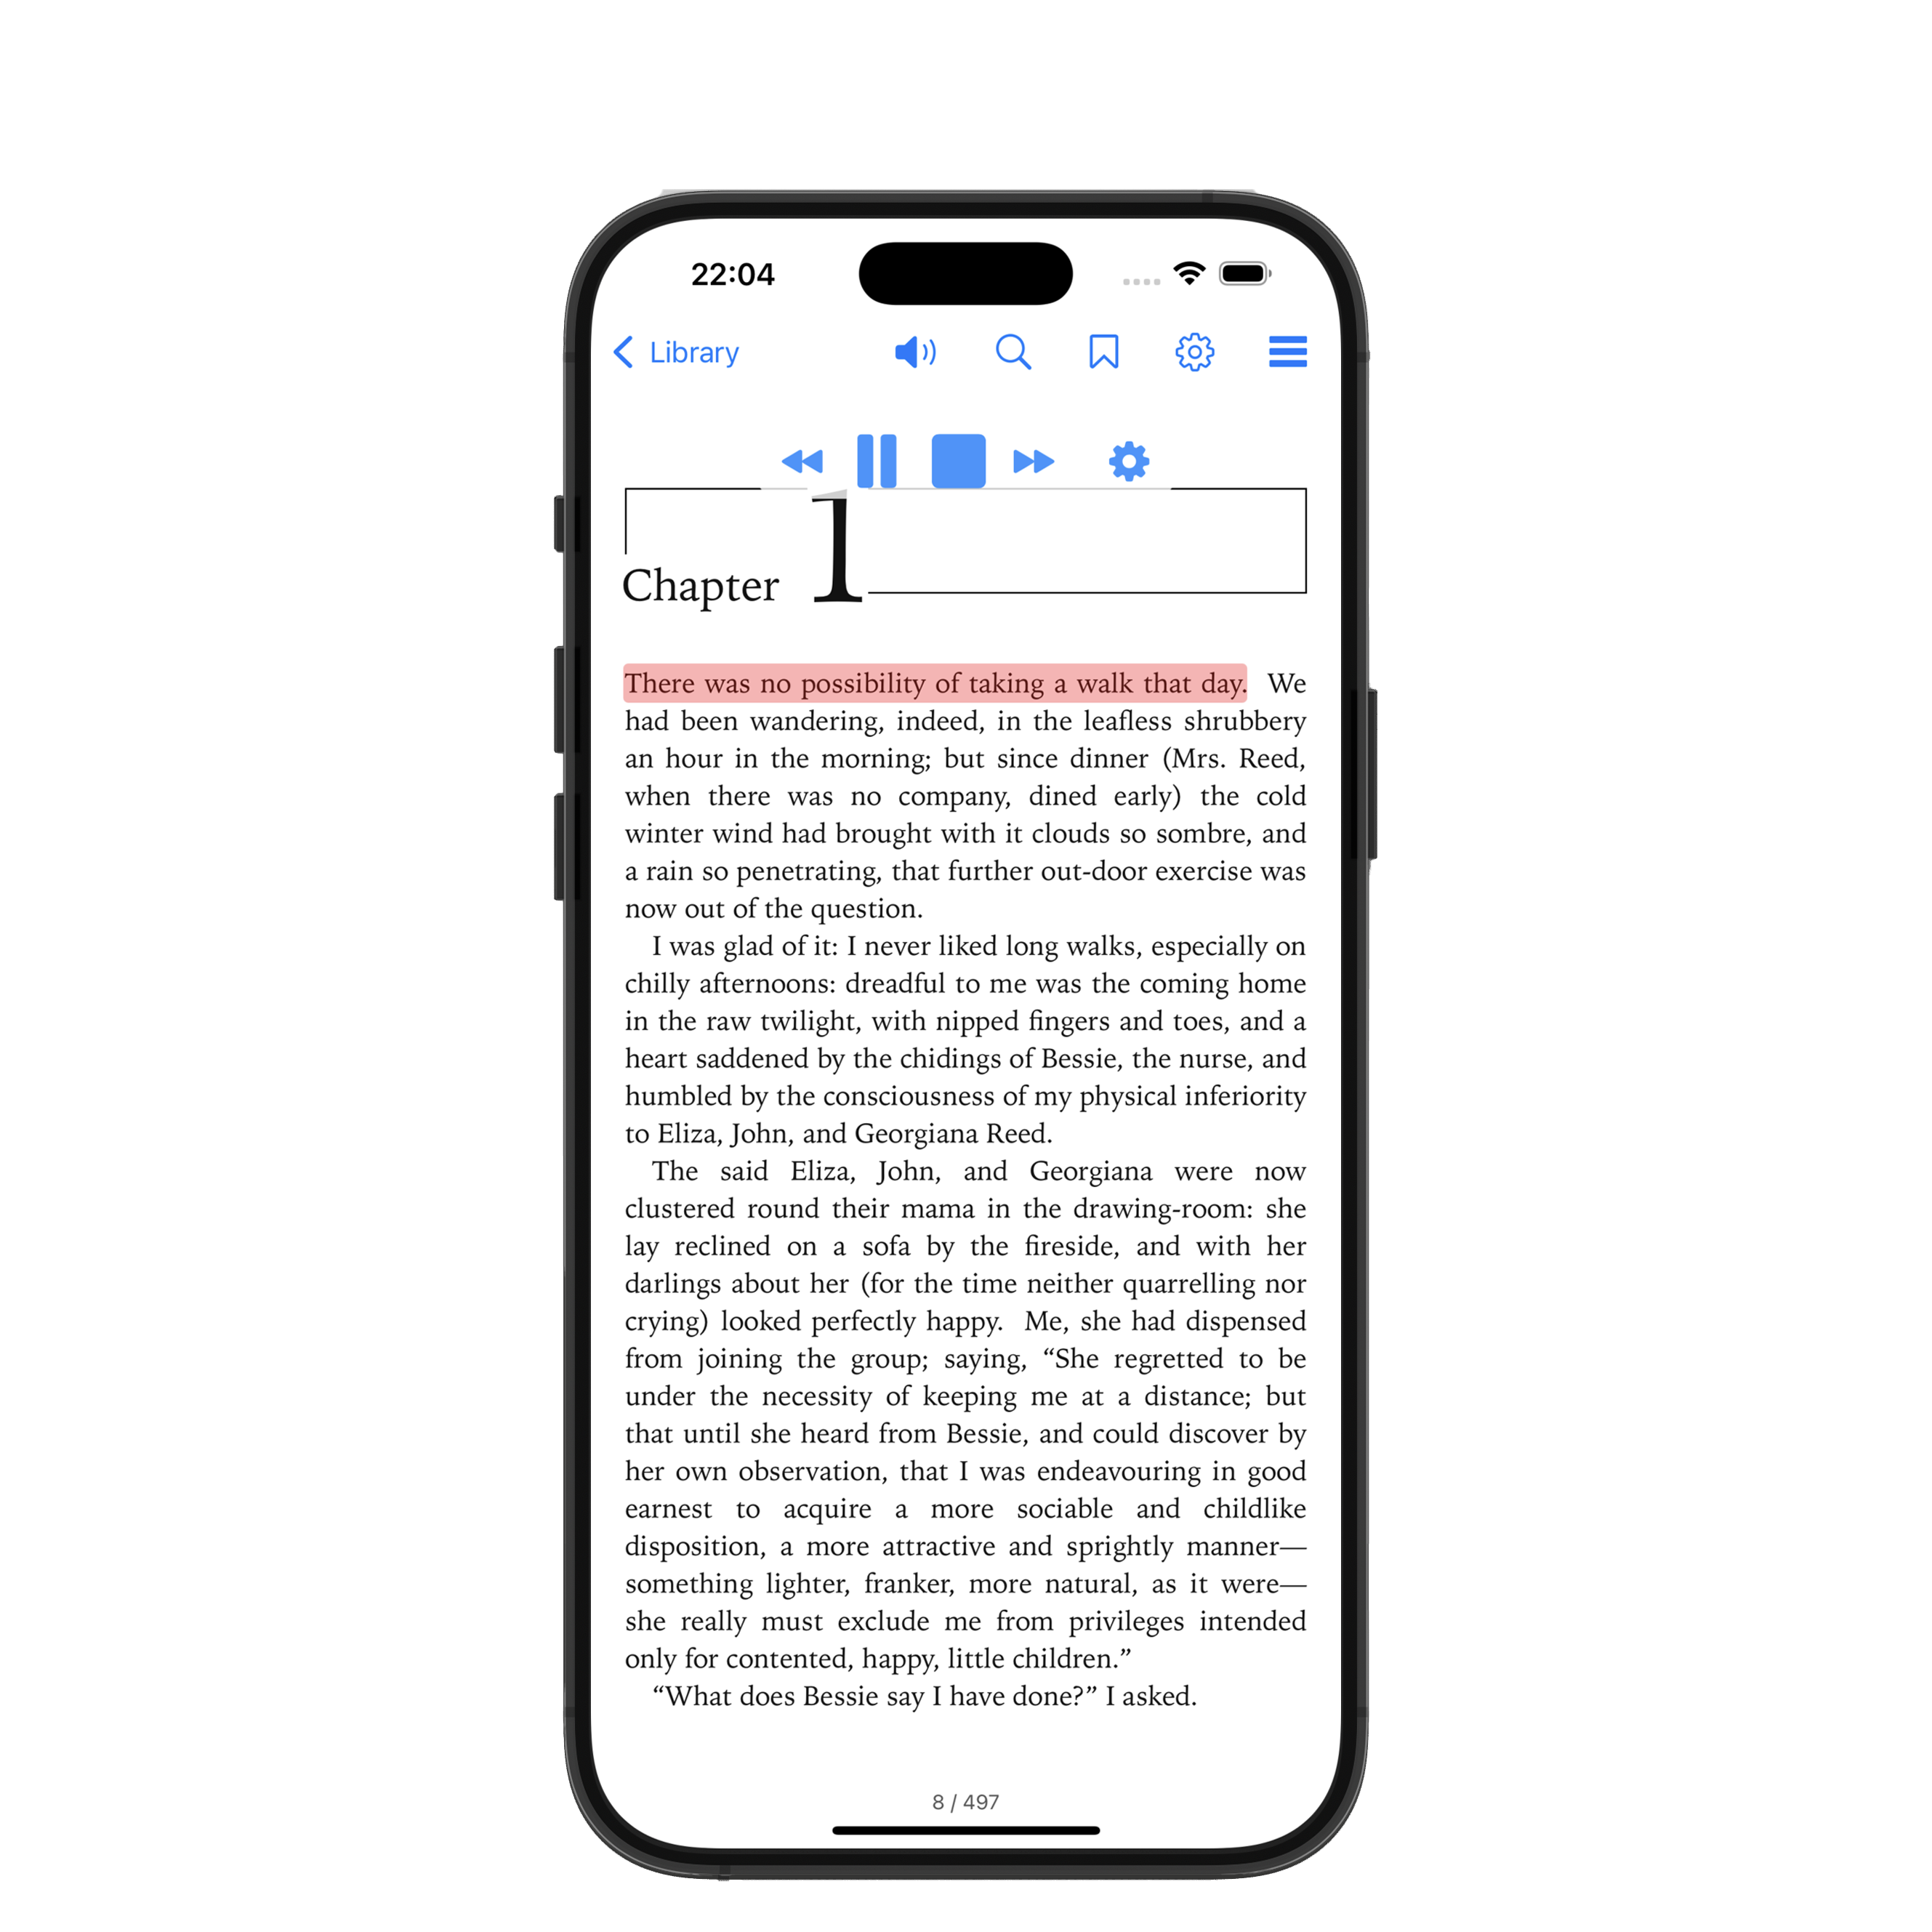 22:04
Library
Chapter 1
There was no possibility of taking a walk that day.  We
had been wandering, indeed, in the leafless shrubbery
an hour in the morning; but since dinner (Mrs. Reed,
when there was no company, dined early) the cold
winter wind had brought with it clouds so sombre, and
a rain so penetrating, that further out-door exercise was
now out of the question.
I was glad of it: I never liked long walks, especially on
chilly afternoons: dreadful to me was the coming home
in the raw twilight, with nipped fingers and toes, and a
heart saddened by the chidings of Bessie, the nurse, and
humbled by the consciousness of my physical inferiority
to Eliza, John, and Georgiana Reed.
The said Eliza, John, and Georgiana were now
clustered round their mama in the drawing-room: she
lay reclined on a sofa by the fireside, and with her
darlings about her (for the time neither quarrelling nor
crying) looked perfectly happy.  Me, she had dispensed
from joining the group; saying, “She regretted to be
under the necessity of keeping me at a distance; but
that until she heard from Bessie, and could discover by
her own observation, that I was endeavouring in good
earnest to acquire a more sociable and childlike
disposition, a more attractive and sprightly manner—
something lighter, franker, more natural, as it were—
she really must exclude me from privileges intended
only for contented, happy, little children.”
“What does Bessie say I have done?” I asked.
8 / 497